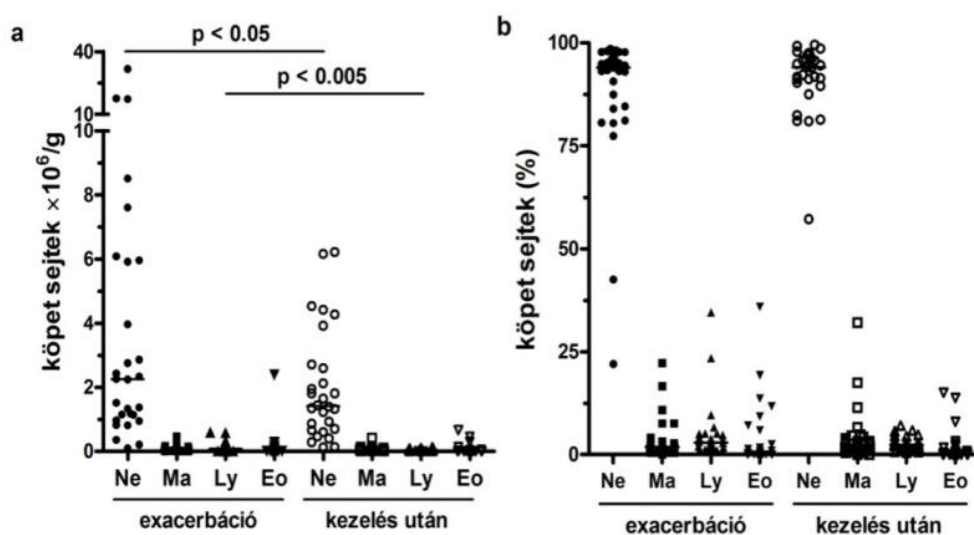 a
p < 0.05
p < 0.005
köpet sejtek ×10⁶/g
40
10
10
8
6
4
2
0
Ne Ma Ly Eo Ne Ma Ly Eo
exacerbáció kezelés után
b
köpet sejtek (%)
100
75
50
25
0
Ne Ma Ly Eo Ne Ma Ly Eo
exacerbáció kezelés után